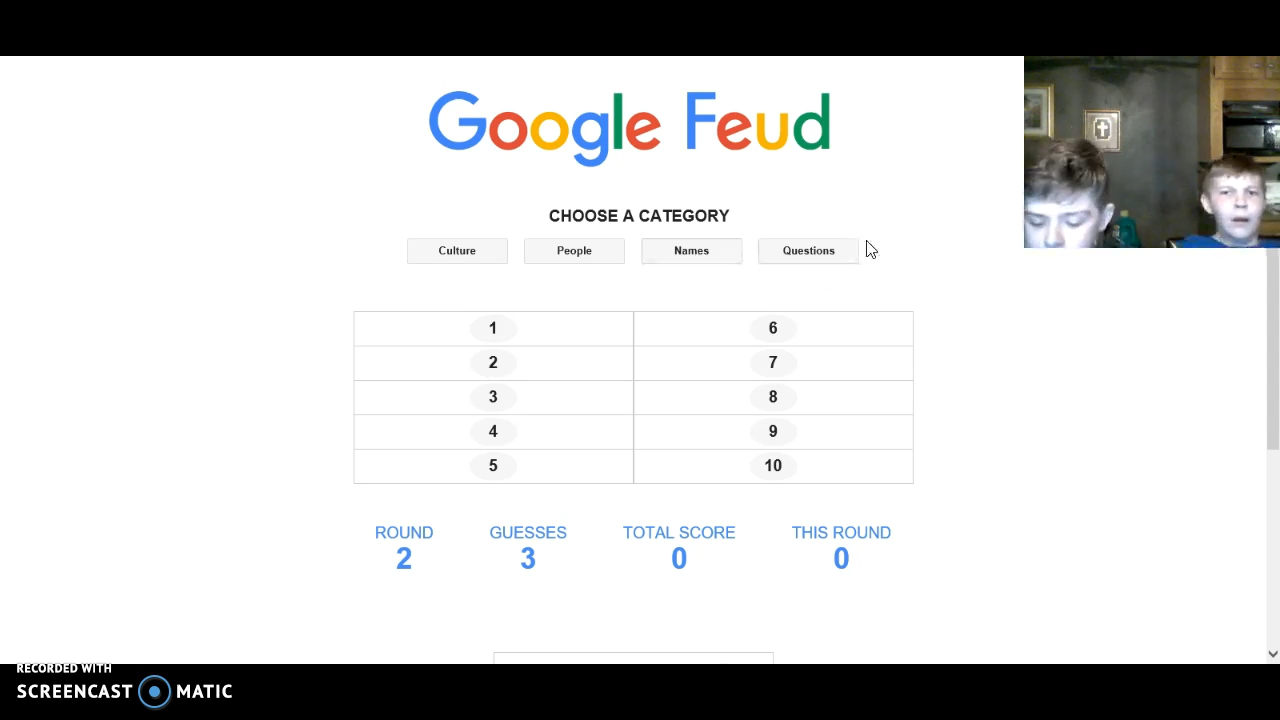 Google Feud
CHOOSE A CATEGORY
Culture People Names Questions
1 6
2 7
3 8
4 9
5 10
ROUND GUESSES TOTAL SCORE THIS ROUND
2 3 0 0
RECORDED WITH
SCREENCAST MATIC